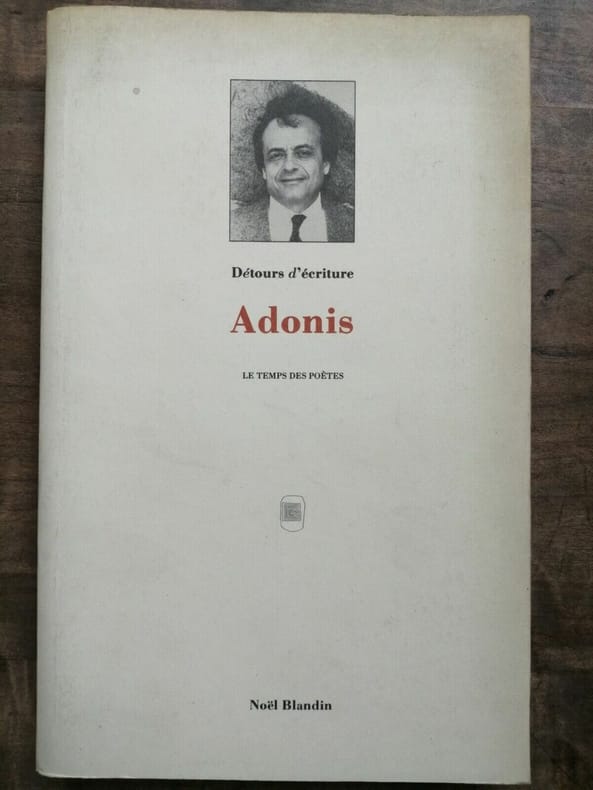 Détours d'écriture
Adonis
LE TEMPS DES POÈTES
Noël Blandin